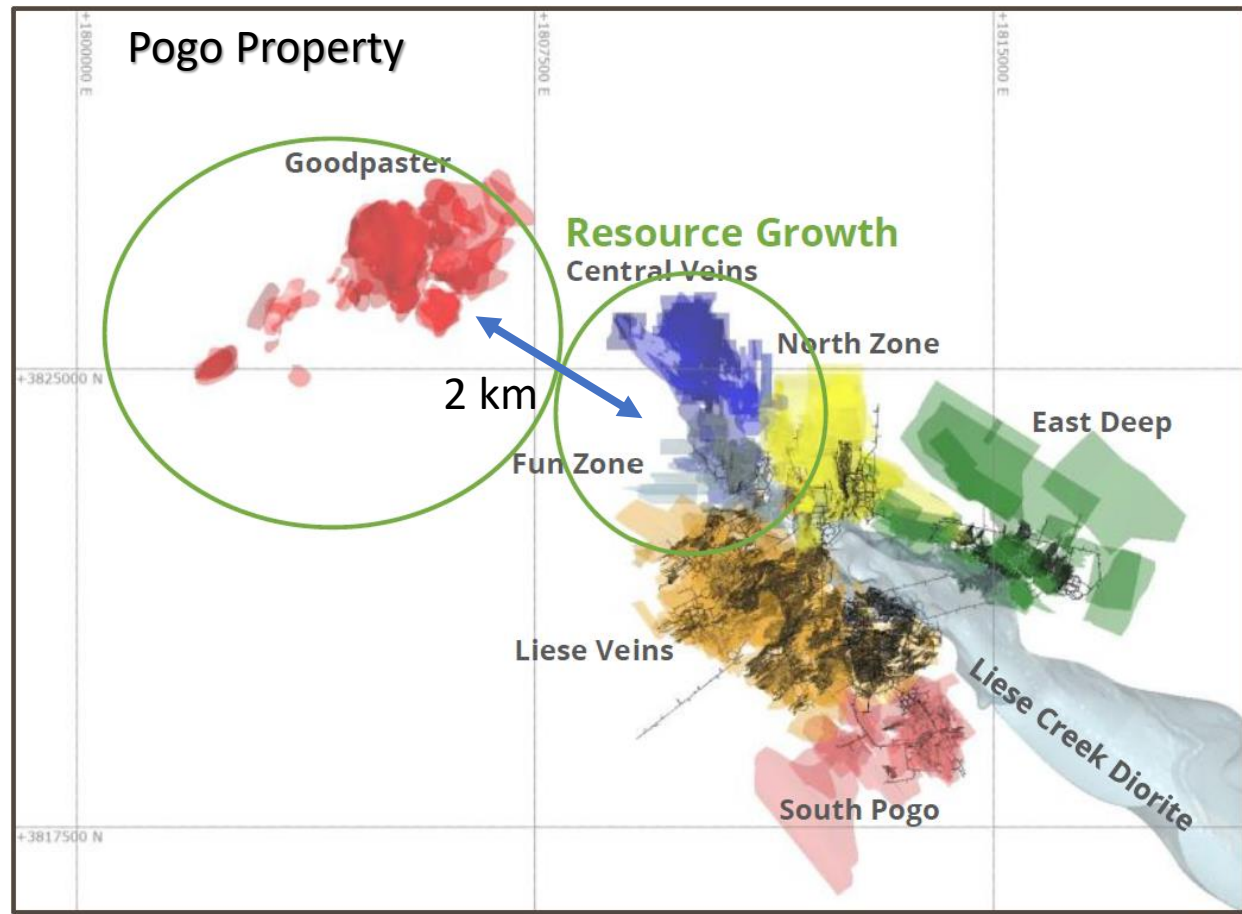 +1800000 E
+1807500 E
+1815000 E
Pogo Property
Goodpaster
Resource Growth
Central Veins
North Zone
+3825000 N
2 km
East Deep
Fun Zone
Liese Veins
Liese Creek Diorite
South Pogo
+3817500 N